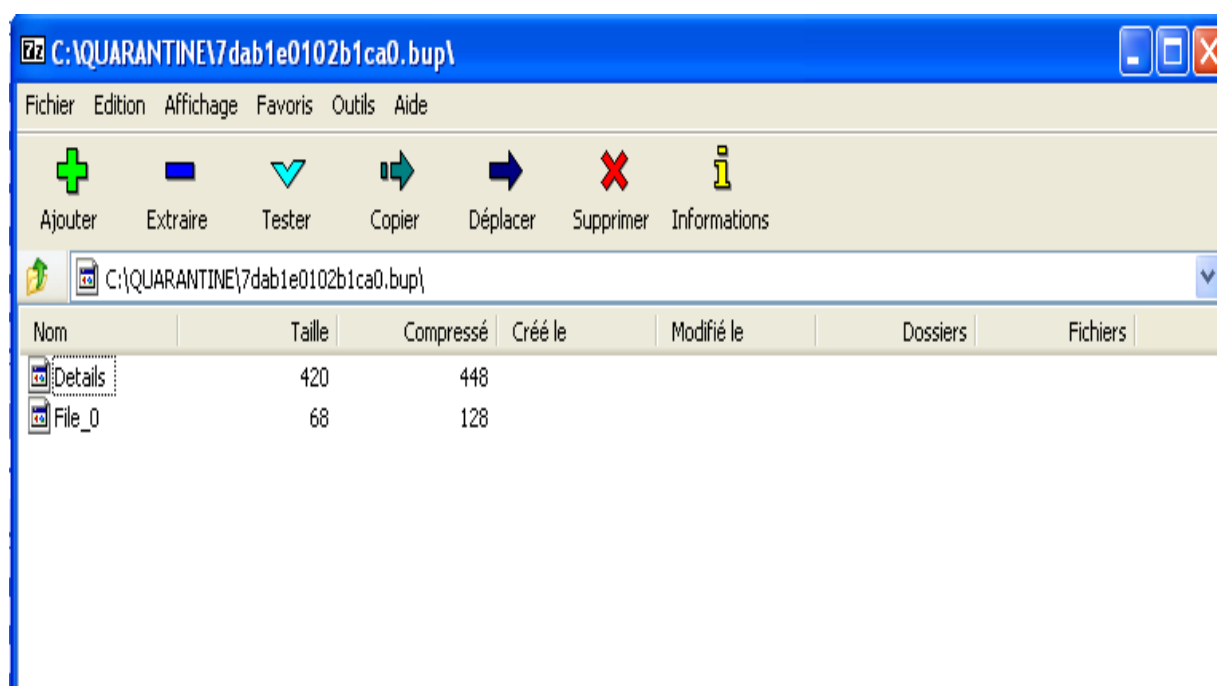 C:\QUARANTINE\7dab1e0102b1ca0.bup\
Fichier Edition Affichage Favoris Outils Aide
Ajouter Extraire Tester Copier Déplacer Supprimer Informations
C:\QUARANTINE\7dab1e0102b1ca0.bup\
Nom Taille Compressé Créé le Modifié le Dossiers Fichiers
Details 420 448
File_0 68 128